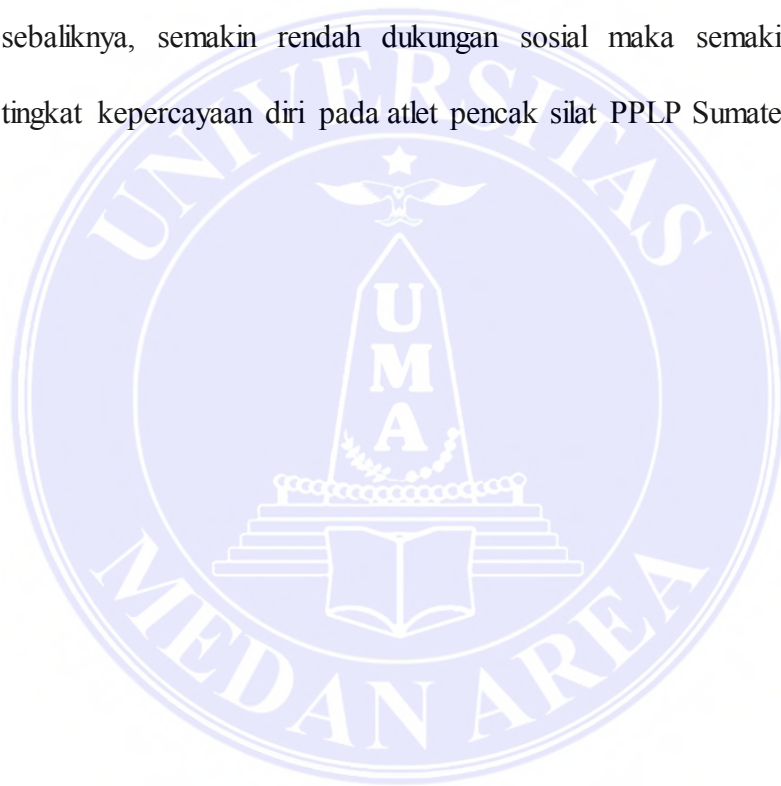 sebaliknya, semakin rendah dukungan sosial maka semaki
tingkat kepercayaan diri pada atlet pencak silat PPLP Sumate
UNIVERSITAS
U
M
A
MEDAN AREA